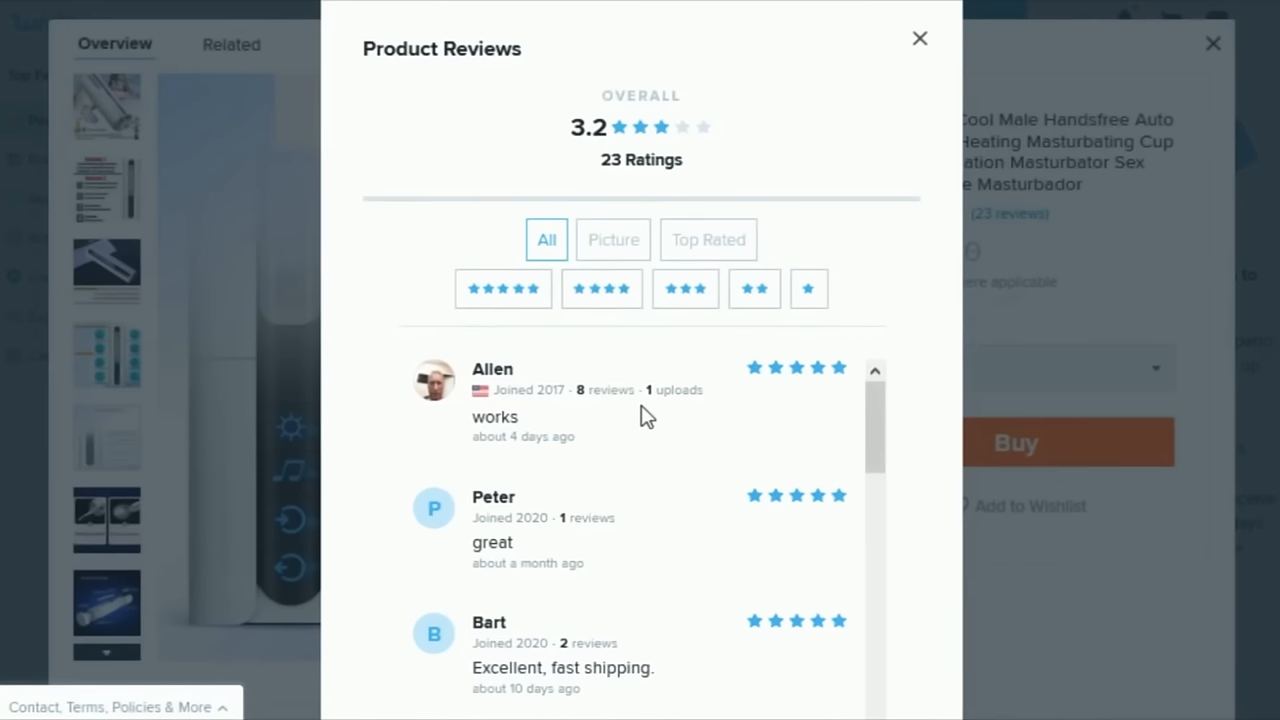 Overview
Related
Product Reviews
OVERALL
3.2
23 Ratings
All
Picture
Top Rated
Allen
Joined 2017 · 8 reviews · 1 uploads
works
about 4 days ago
P
Peter
Joined 2020 · 1 reviews
great
about a month ago
B
Bart
Joined 2020 · 2 reviews
Excellent, fast shipping.
about 10 days ago
Cool Male Handsfree Auto
Heating Masturbating Cup
Masturbator Sex
Masturbador
(23 reviews)
applicable
Buy
Add to Wishlist
to
Contact, Terms, Policies & More